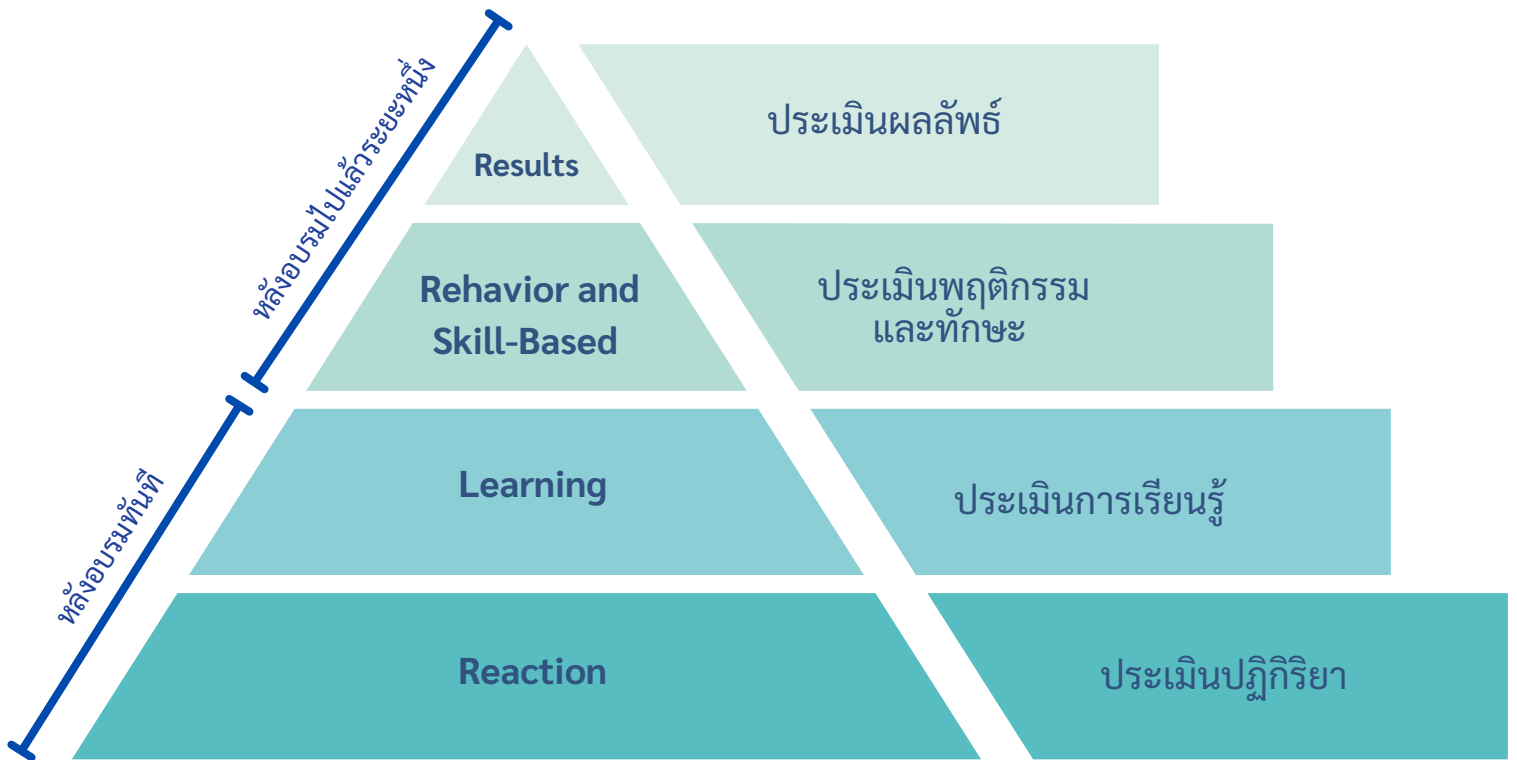 หลังอบรมไปแล้วระยะหนึ่ง
Results
ประเมินผลลัพธ์
Rehavior and
Skill-Based
ประเมินพฤติกรรม
และทักษะ
หลังอบรมทันที
Learning
ประเมินการเรียนรู้
Reaction
ประเมินปฏิกิริยา